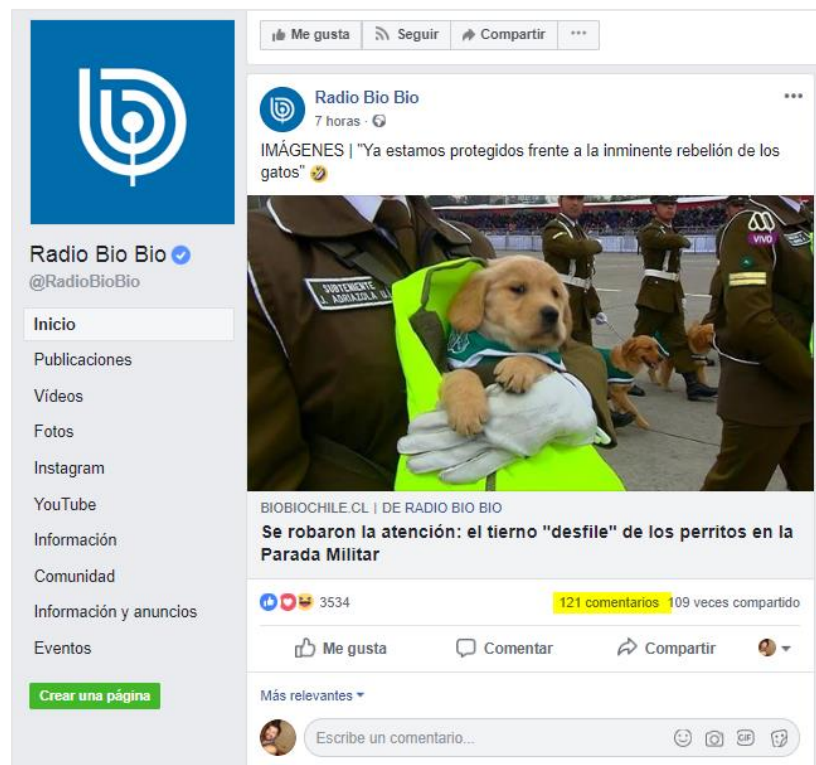 Me gusta
Seguir
Compartir
Radio Bio Bio
@RadioBioBio
Inicio
Publicaciones
Vídeos
Fotos
Instagram
YouTube
Información
Comunidad
Información y anuncios
Eventos
Crear una página
Radio Bio Bio
7 horas ·
IMÁGENES | "Ya estamos protegidos frente a la inminente rebelión de los
gatos" 🤣
SUBTENIENTE
J. ADRIAZOLA U.
VIVO
BIOBIOCHILE.CL | DE RADIO BIO BIO
Se robaron la atención: el tierno "desfile" de los perritos en la
Parada Militar
3534
121 comentarios 109 veces compartido
Me gusta
Comentar
Compartir
Más relevantes
Escribe un comentario...
GIF